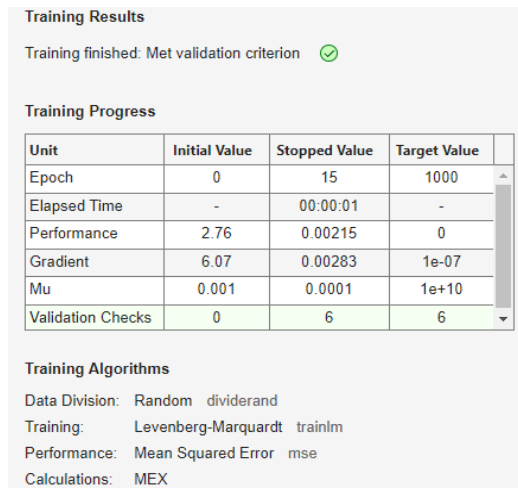 Training Results
Training finished: Met validation criterion
Training Progress
Unit Initial Value Stopped Value Target Value
Epoch 0 15 1000
Elapsed Time - 00:00:01 -
Performance 2.76 0.00215 0
Gradient 6.07 0.00283 1e-07
Mu 0.001 0.0001 1e+10
Validation Checks 0 6 6
Training Algorithms
Data Division: Random dividerand
Training: Levenberg-Marquardt trainlm
Performance: Mean Squared Error mse
Calculations: MEX